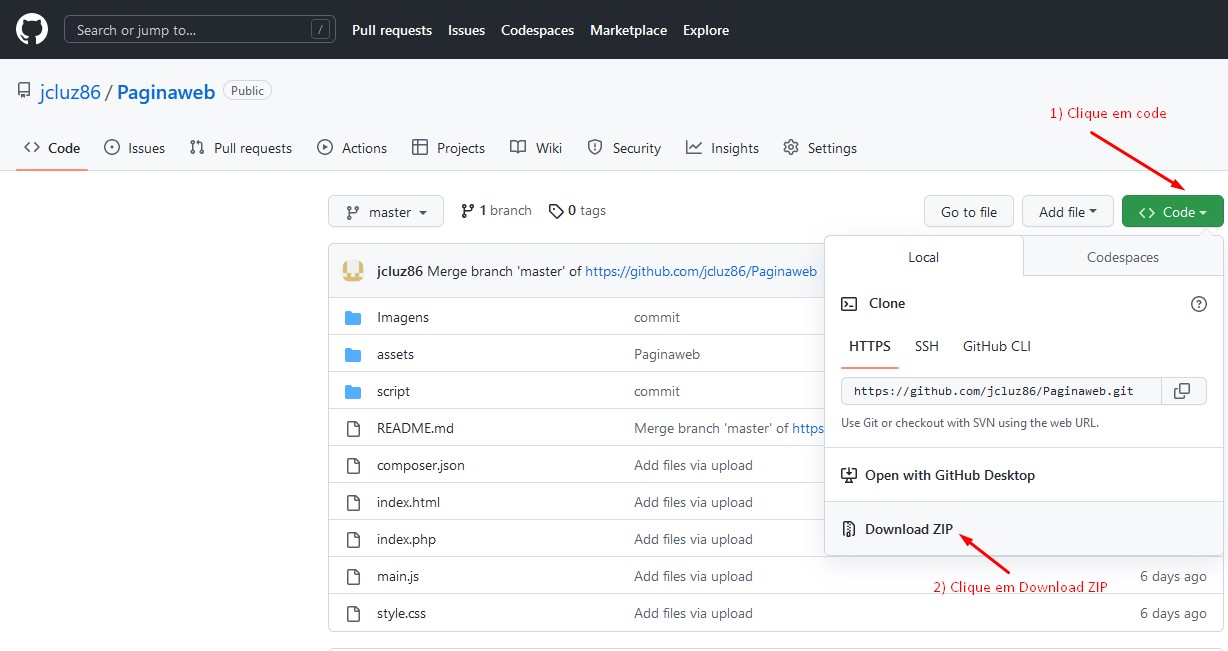 Search or jump to… /
Pull requests Issues Codespaces Marketplace Explore
jcluz86 / Paginaweb Public
1) Clique em code
Code Issues Pull requests Actions Projects Wiki Security Insights Settings
master 1 branch 0 tags Go to file Add file Code
Local Codespaces
jcluz86 Merge branch 'master' of https://github.com/jcluz86/Paginaweb
Clone
Imagens commit
HTTPS SSH GitHub CLI
assets Paginaweb
https://github.com/jcluz86/Paginaweb.git
script commit
Use Git or checkout with SVN using the web URL.
README.md Merge branch 'master' of https
composer.json Add files via upload
Open with GitHub Desktop
index.html Add files via upload
Download ZIP
index.php Add files via upload
main.js Add files via upload 6 days ago
2) Clique em Download ZIP
style.css Add files via upload 6 days ago